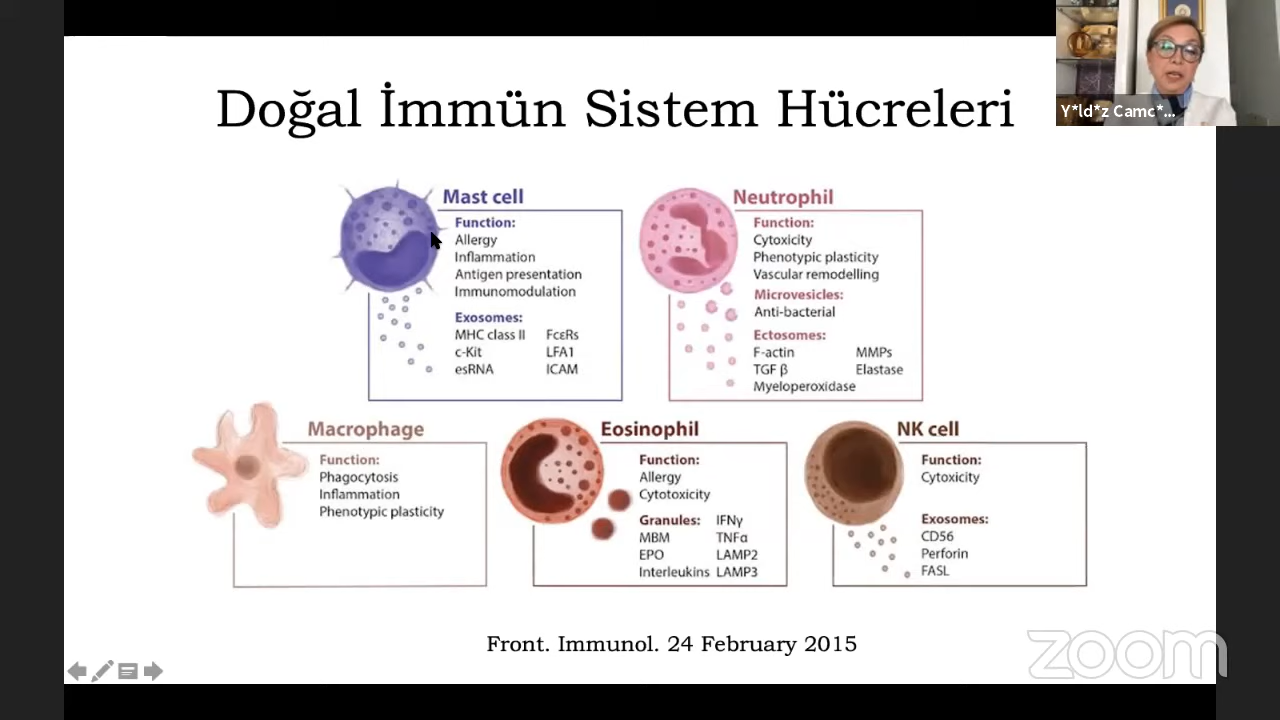 Doğal İmmün Sistem Hücreleri
Y*ld*z Camc*...
Mast cell
Function:
Allergy
Inflammation
Antigen presentation
Immunomodulation
Exosomes:
MHC class II FcεRs
c-Kit LFA1
esRNA ICAM
Neutrophil
Function:
Cytoxicity
Phenotypic plasticity
Vascular remodelling
Microvesicles:
Anti-bacterial
Ectosomes:
F-actin MMPs
TGF β Elastase
Myeloperoxidase
Macrophage
Function:
Phagocytosis
Inflammation
Phenotypic plasticity
Eosinophil
Function:
Allergy
Cytotoxicity
Granules: IFNγ
MBM TNFα
EPO LAMP2
Interleukins LAMP3
NK cell
Function:
Cytoxicity
Exosomes:
CD56
Perforin
FASL
Front. Immunol. 24 February 2015
zoom